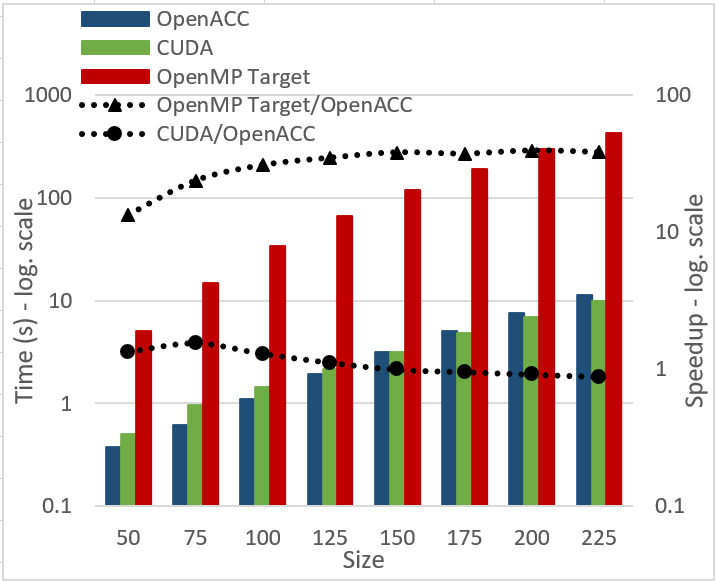 OpenACC
CUDA
OpenMP Target
OpenMP Target/OpenACC
CUDA/OpenACC
1000
100
10
1
0.1
Time (s) - log. scale
100
10
1
0.1
Speedup - log. scale
50 75 100 125 150 175 200 225
Size